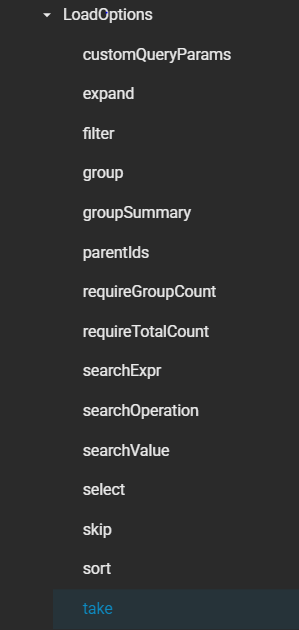 LoadOptions
customQueryParams
expand
filter
group
groupSummary
parentIds
requireGroupCount
requireTotalCount
searchExpr
searchOperation
searchValue
select
skip
sort
take